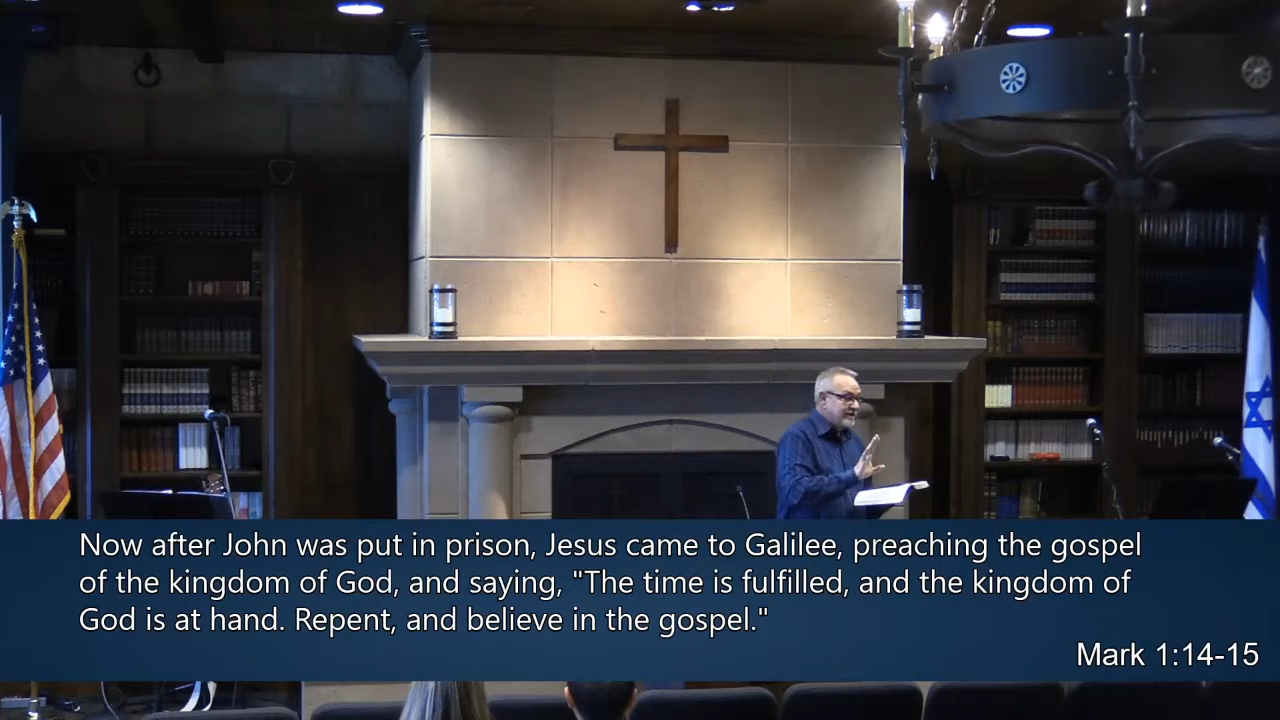 Now after John was put in prison, Jesus came to Galilee, preaching the gospel
of the kingdom of God, and saying, "The time is fulfilled, and the kingdom of
God is at hand. Repent, and believe in the gospel."
Mark 1:14-15